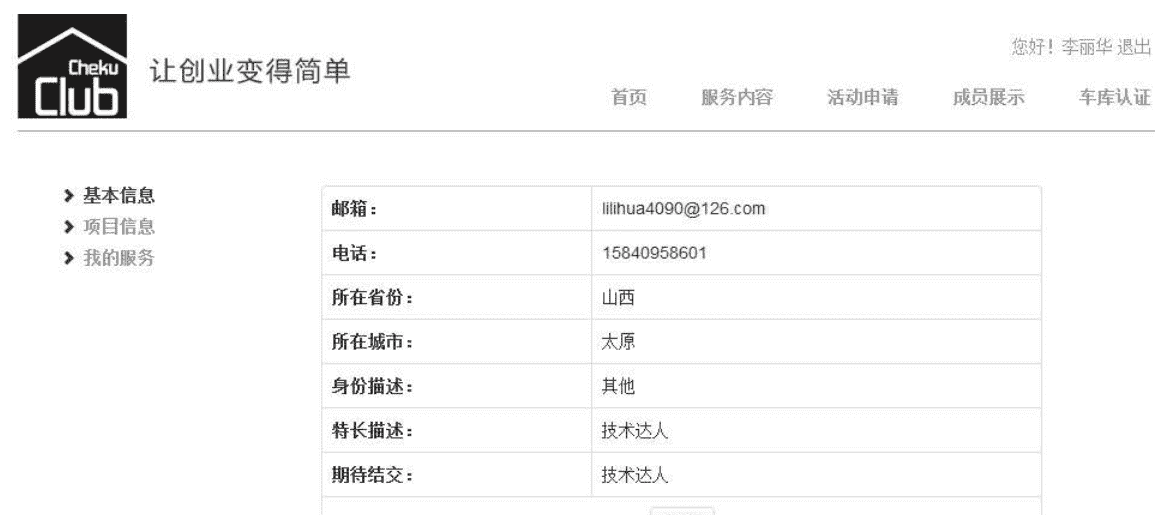 Cheku
Club
让创业变得简单
您好！李丽华 退出
首页 服务内容 活动申请 成员展示 车库认证
基本信息
项目信息
我的服务
邮箱： lilihua4090@126.com
电话： 15840958601
所在省份： 山西
所在城市： 太原
身份描述： 其他
特长描述： 技术达人
期待结交： 技术达人